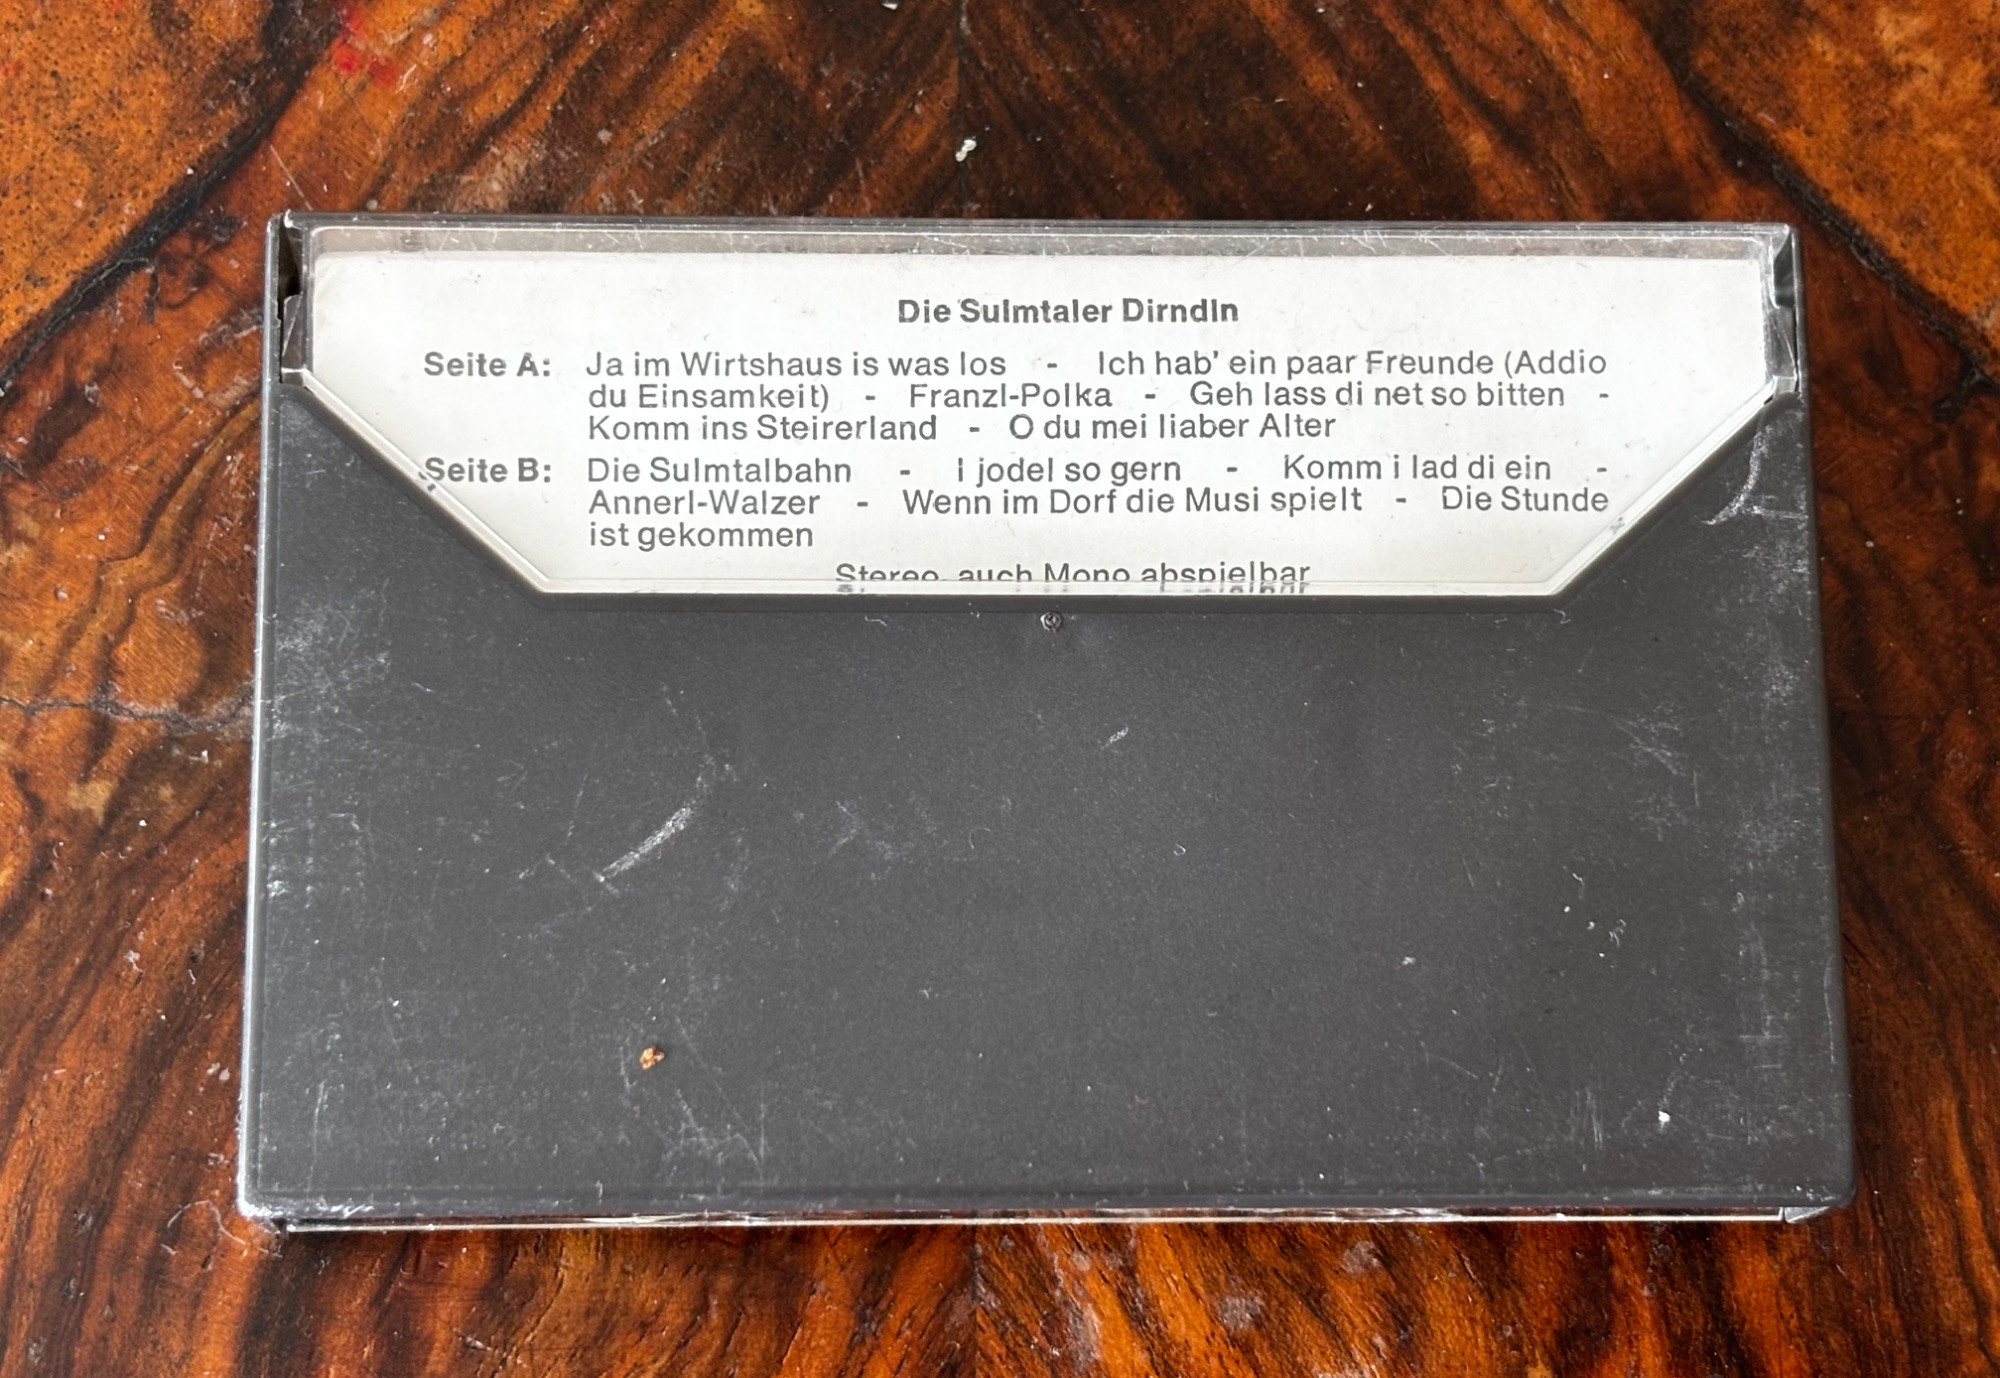 Die Sulmtaler Dirndln
Seite A: Ja im Wirtshaus is was los - Ich hab' ein paar Freunde (Addio
du Einsamkeit) - Franzl-Polka - Geh lass di net so bitten -
Komm ins Steirerland - O du mei liaber Alter
Seite B: Die Sulmtalbahn - I jodel so gern - Komm i lad di ein -
Annerl-Walzer - Wenn im Dorf die Musi spielt - Die Stunde
ist gekommen
Stereo, auch Mono abspielbar